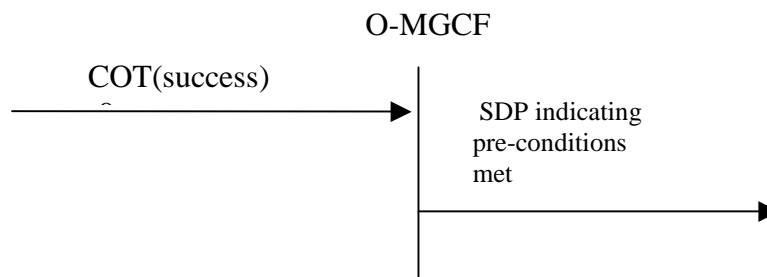 O-MGCF
COT(success)
SDP indicating
pre-conditions
met